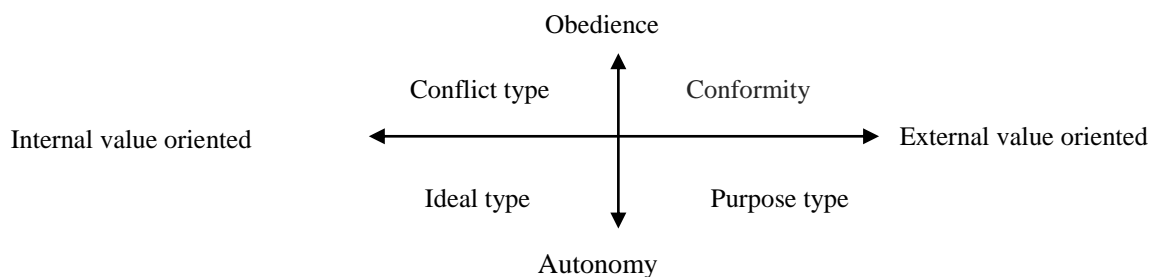 Obedience
Conflict type Conformity
Internal value oriented External value oriented
Ideal type Purpose type
Autonomy